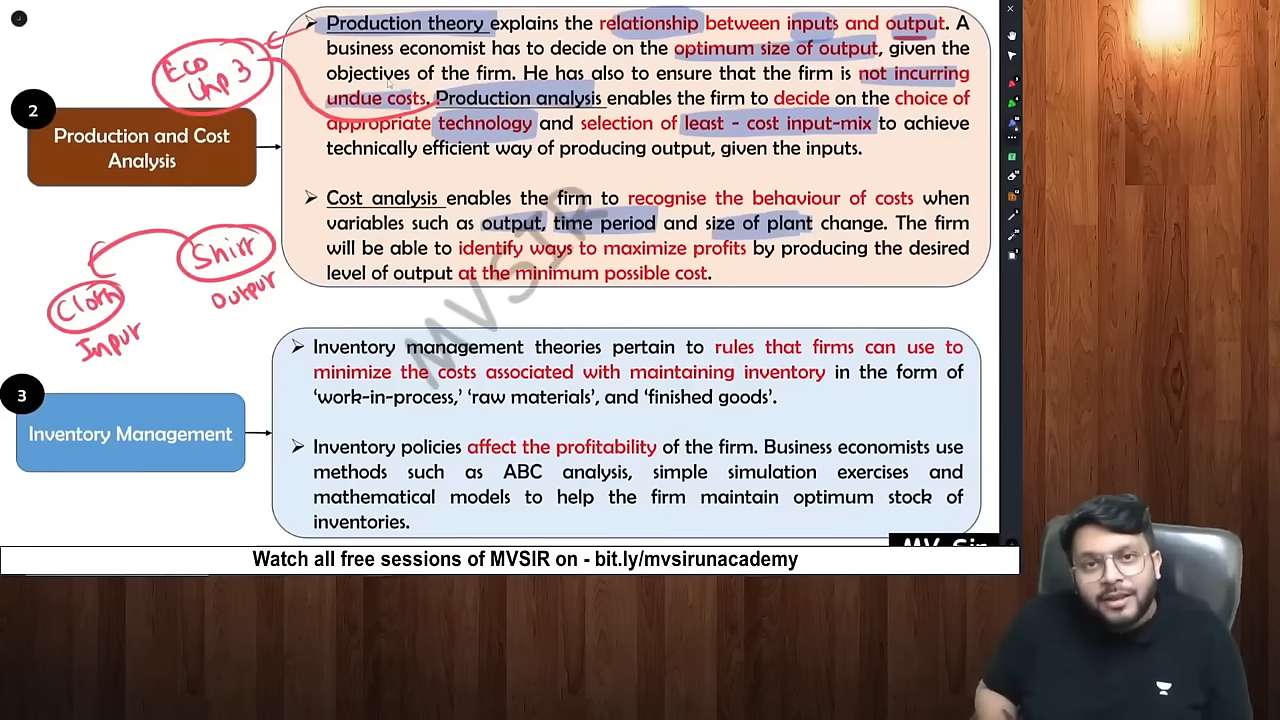 ➢ Production theory explains the relationship between inputs and output. A
business economist has to decide on the optimum size of output, given the
objectives of the firm. He has also to ensure that the firm is not incurring
undue costs. Production analysis enables the firm to decide on the choice of
appropriate technology and selection of least - cost input-mix to achieve
technically efficient way of producing output, given the inputs.
Eco
Chp 3
2
Production and Cost
Analysis
➢ Cost analysis enables the firm to recognise the behaviour of costs when
variables such as output, time period and size of plant change. The firm
will be able to identify ways to maximize profits by producing the desired
level of output at the minimum possible cost.
Shirt
Output
Cloth
Input
MVSIR
3
Inventory Management
➢ Inventory management theories pertain to rules that firms can use to
minimize the costs associated with maintaining inventory in the form of
‘work-in-process,’ ‘raw materials’, and ‘finished goods’.
➢ Inventory policies affect the profitability of the firm. Business economists use
methods such as ABC analysis, simple simulation exercises and
mathematical models to help the firm maintain optimum stock of
inventories.
MV Sir
Watch all free sessions of MVSIR on - bit.ly/mvsirunacademy